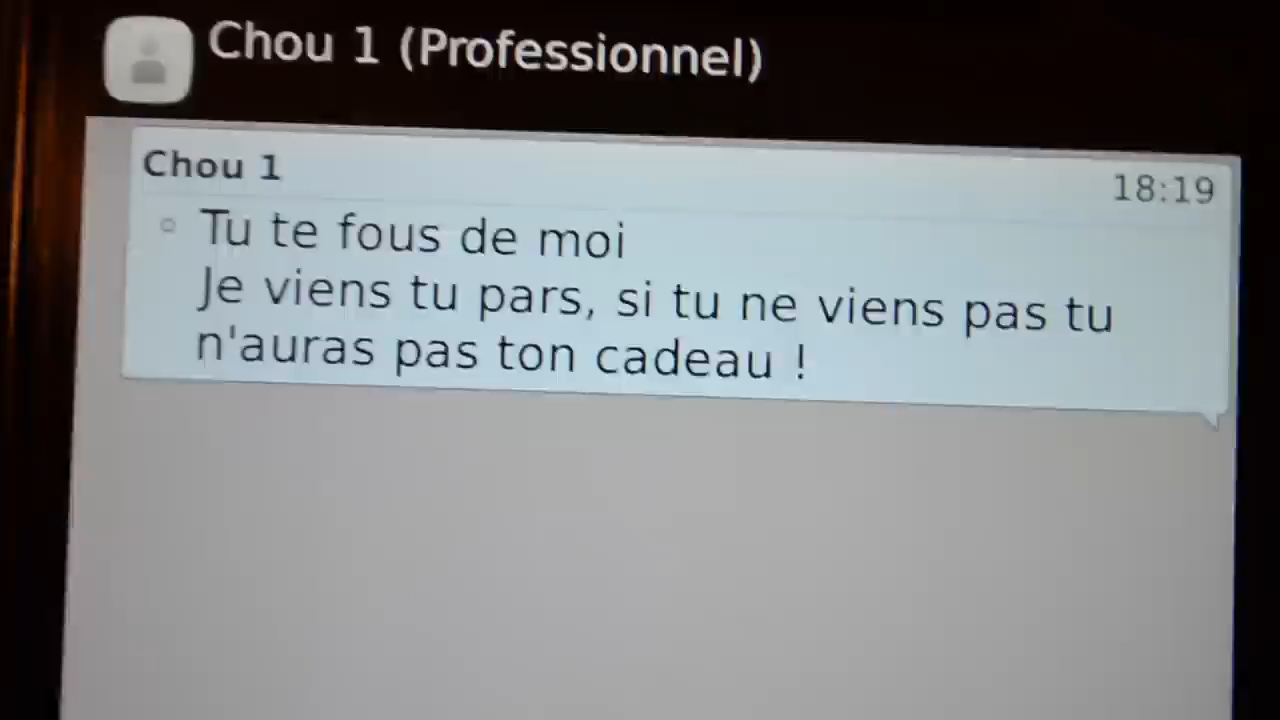 Chou 1 (Professionnel)
Chou 1
18:19
Tu te fous de moi
Je viens tu pars, si tu ne viens pas tu
n'auras pas ton cadeau !